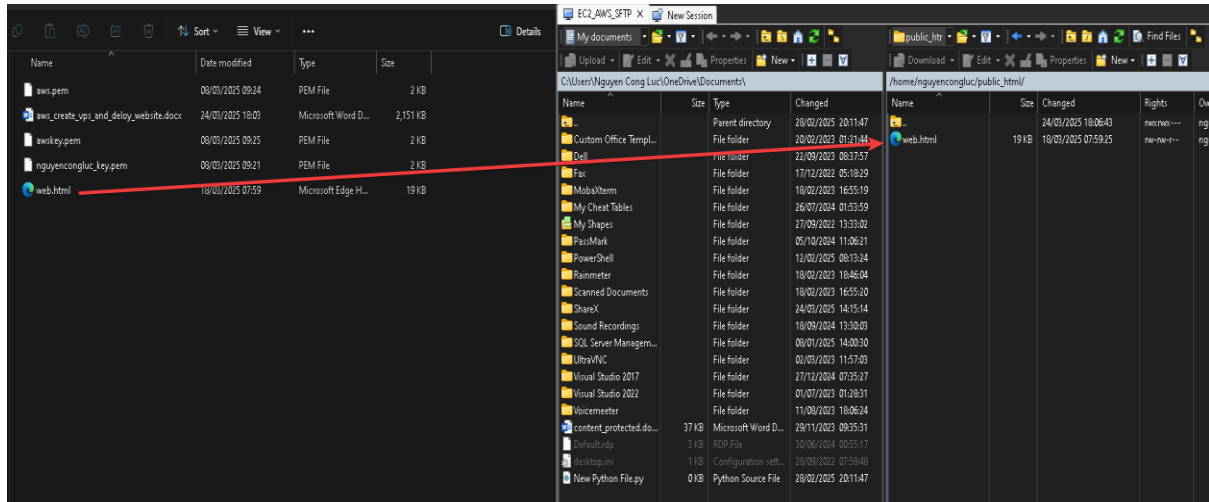 Sort View ... Details
Name Date modified Type Size
aws.pem 08/03/2025 09:24 PEM File 2 KB
aws_create_vps_and_deloy_website.docx 24/03/2025 18:03 Microsoft Word D... 2,151 KB
awskey.pem 08/03/2025 09:25 PEM File 2 KB
nguyencongluc_key.pem 08/03/2025 09:21 PEM File 2 KB
web.html 18/03/2025 07:59 Microsoft Edge H... 19 KB
EC2_AWS_SFTP X New Session
My documents
Upload Edit Properties New
C:\Users\Nguyen Cong Luc\OneDrive\Documents\
Name Size Type Changed
.. Parent directory 28/02/2025 20:11:47
Custom Office Templ... File folder 20/02/2023 01:21:44
Dell File folder 22/09/2023 08:37:57
Fax File folder 17/12/2022 05:18:29
MobaXterm File folder 18/02/2023 16:55:19
My Cheat Tables File folder 26/07/2024 01:53:59
My Shapes File folder 27/09/2022 13:33:02
PassMark File folder 05/10/2024 11:06:21
PowerShell File folder 12/02/2025 08:13:24
Rainmeter File folder 18/02/2023 18:46:04
Scanned Documents File folder 18/02/2023 16:55:20
ShareX File folder 24/03/2025 14:15:14
Sound Recordings File folder 18/09/2024 13:30:03
SQL Server Managem... File folder 08/01/2025 14:00:30
UltraVNC File folder 02/03/2023 11:57:03
Visual Studio 2017 File folder 27/12/2024 07:35:27
Visual Studio 2022 File folder 01/07/2023 01:28:31
Voicemeeter File folder 11/08/2023 18:06:24
content_protected.do... 37 KB Microsoft Word D... 29/11/2023 09:35:31
Default.rdp 3 KB RDP.File 30/06/2024 00:55:17
desktop.ini 1 KB Configuration sett... 28/09/2022 07:58:48
New Python File.py 0 KB Python Source File 28/02/2025 20:11:47
public_htr Find Files
Download Edit Properties New
/home/nguyencongluc/public_html/
Name Size Changed Rights Ow
.. 24/03/2025 18:06:43 rwxrwx--- ng
web.html 19 KB 18/03/2025 07:59:25 rw-rw-r-- ng